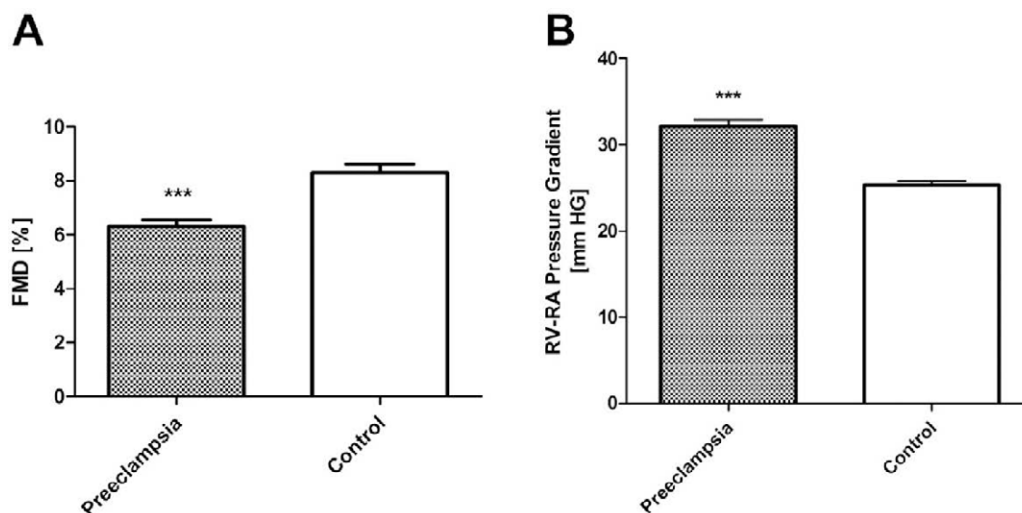 A
FMD [%]
10
8
6
4
2
0
***
Preeclampsia
Control
B
RV-RA Pressure Gradient
[mm HG]
40
30
20
10
0
***
Preeclampsia
Control